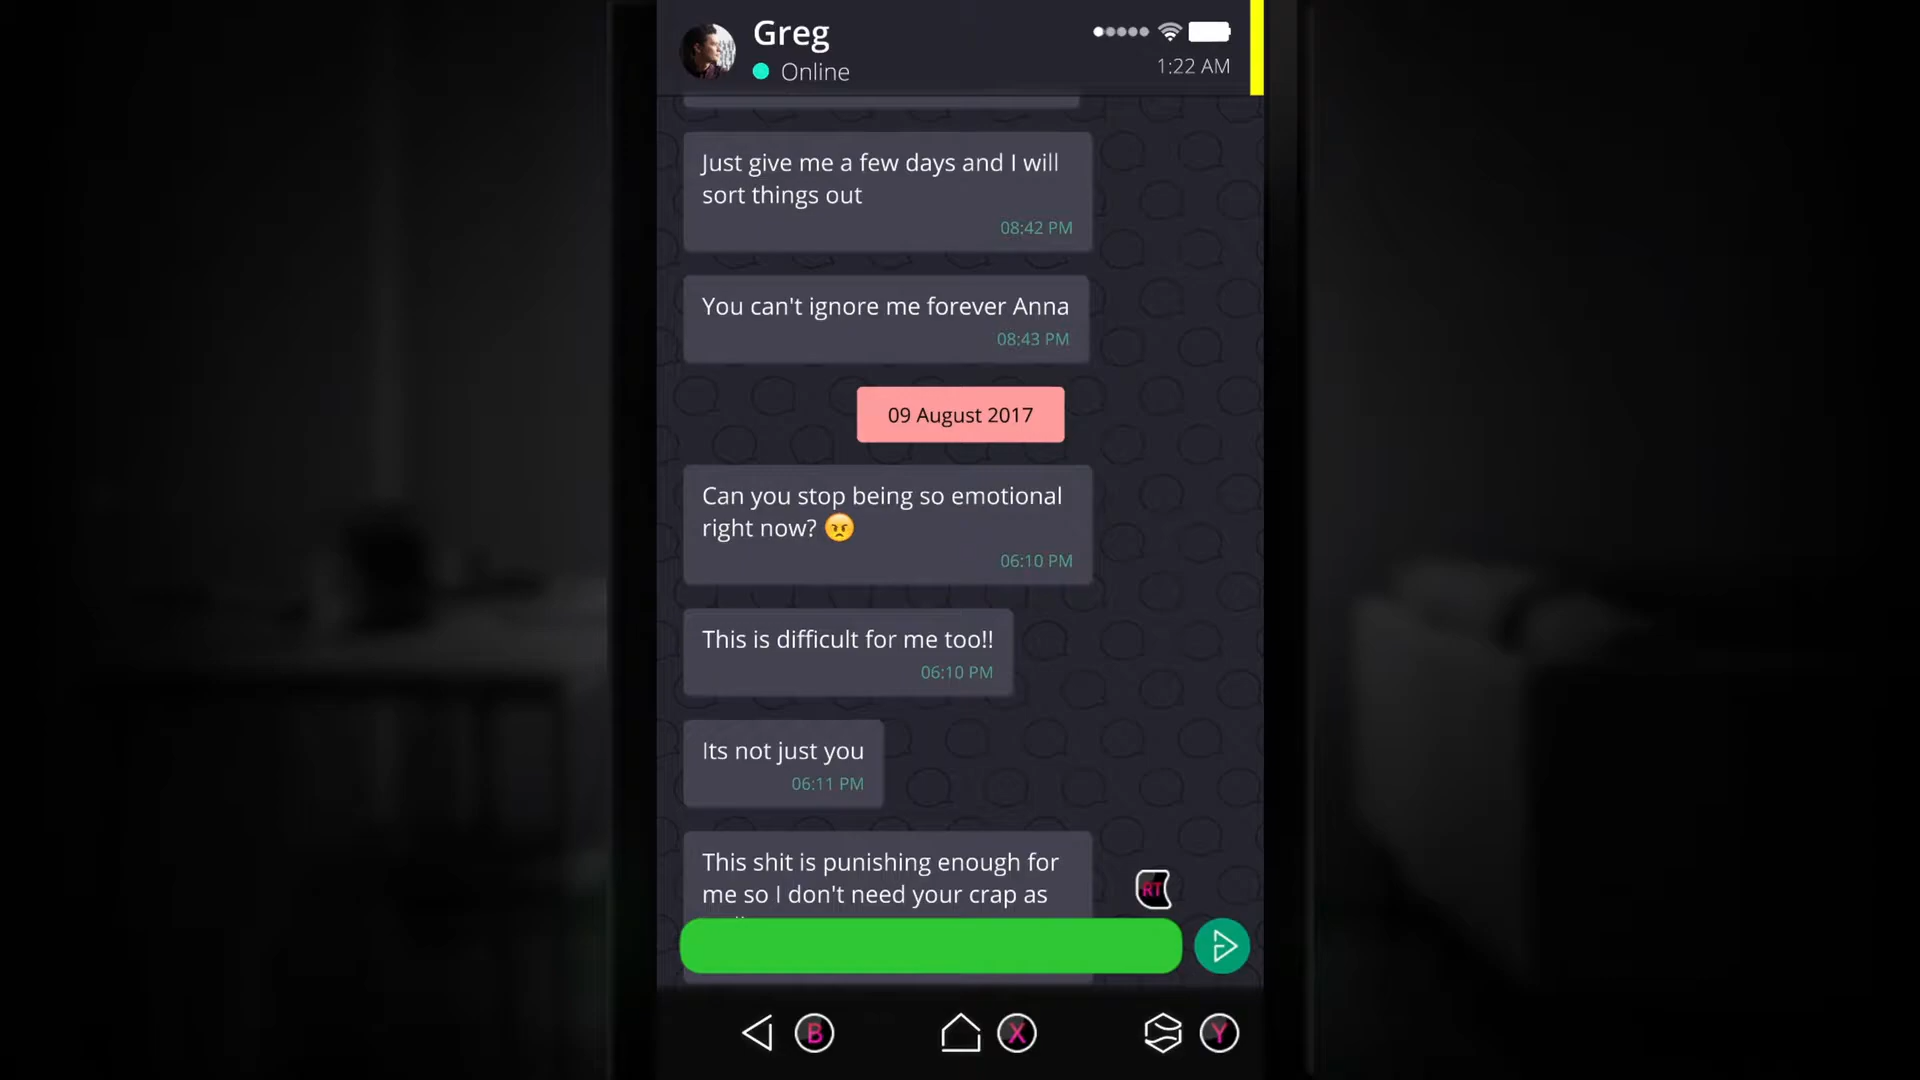 Greg
Online
1:22 AM
Just give me a few days and I will
sort things out
08:42 PM
You can't ignore me forever Anna
08:43 PM
09 August 2017
Can you stop being so emotional
right now? 😠
06:10 PM
This is difficult for me too!!
06:10 PM
Its not just you
06:11 PM
This shit is punishing enough for
me so I don't need your crap as
RT
B
X
Y